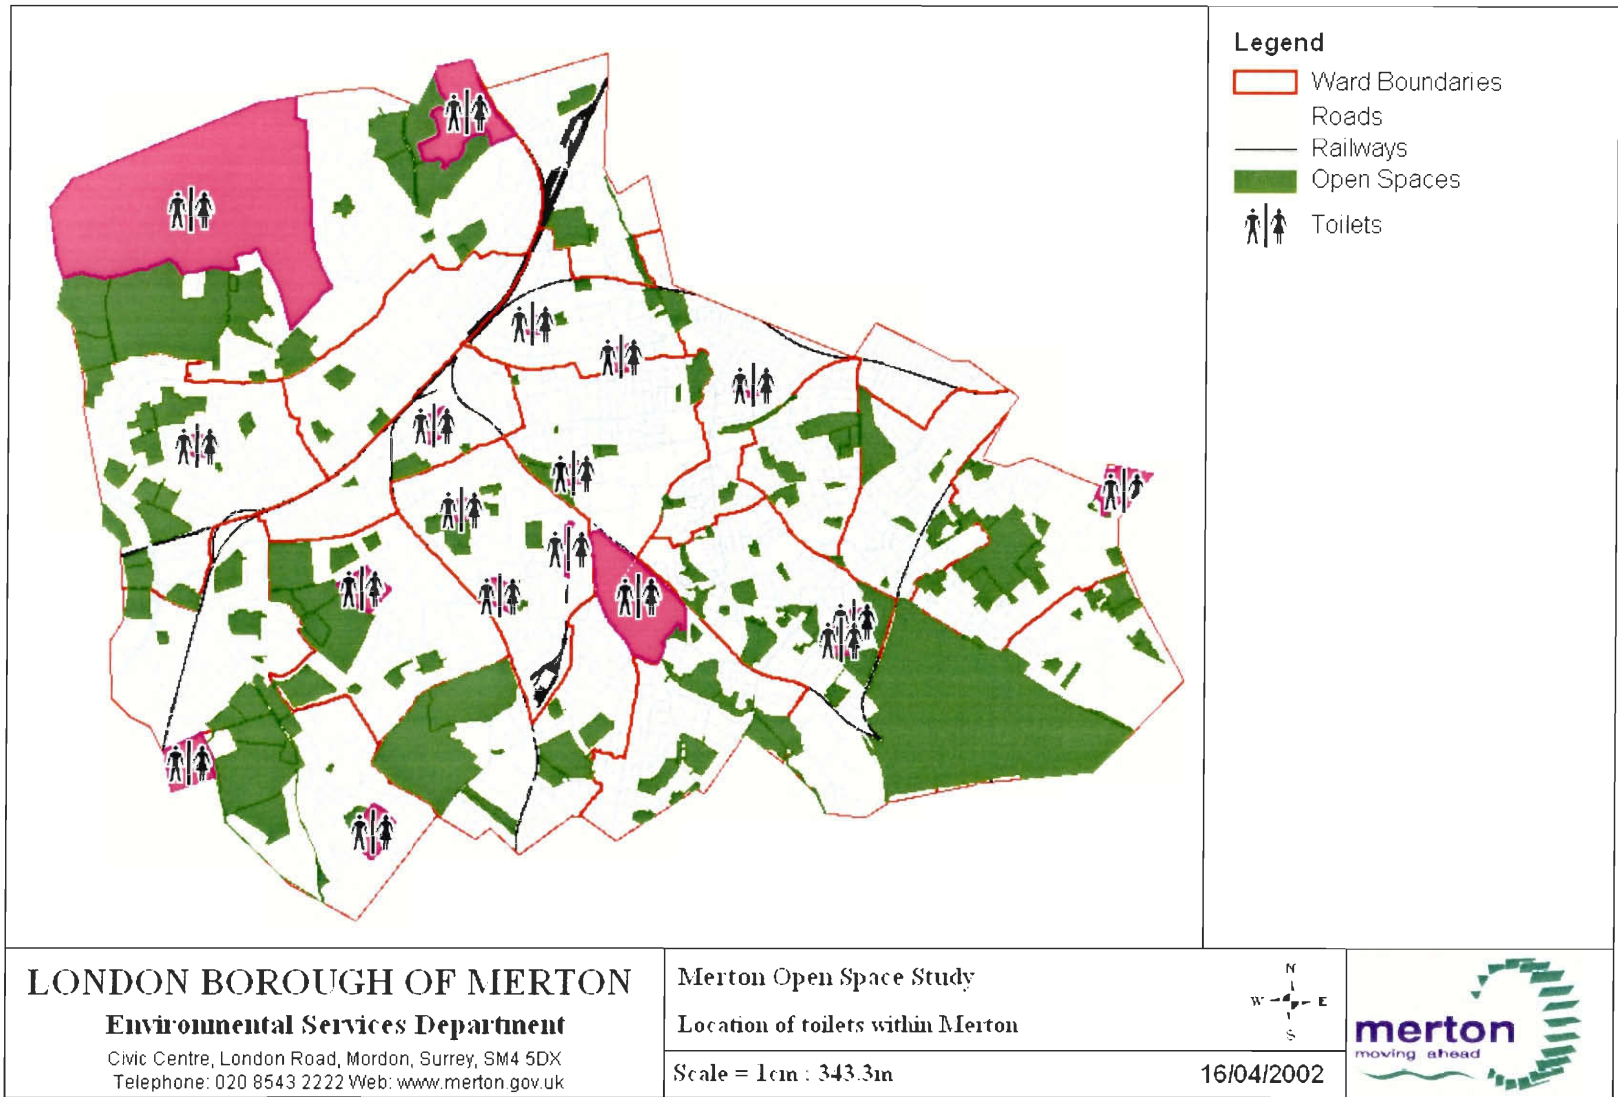 Legend
Ward Boundaries
Roads
Railways
Open Spaces
Toilets
LONDON BOROUGH OF MERTON
Environmental Services Department
Civic Centre, London Road, Mordon, Surrey, SM4 5DX
Telephone: 020 8543 2222 Web: www.merton.gov.uk
Merton Open Space Study
Location of toilets within Merton
Scale = 1cm : 343.3m
16/04/2002
N
W E
S
merton
moving ahead